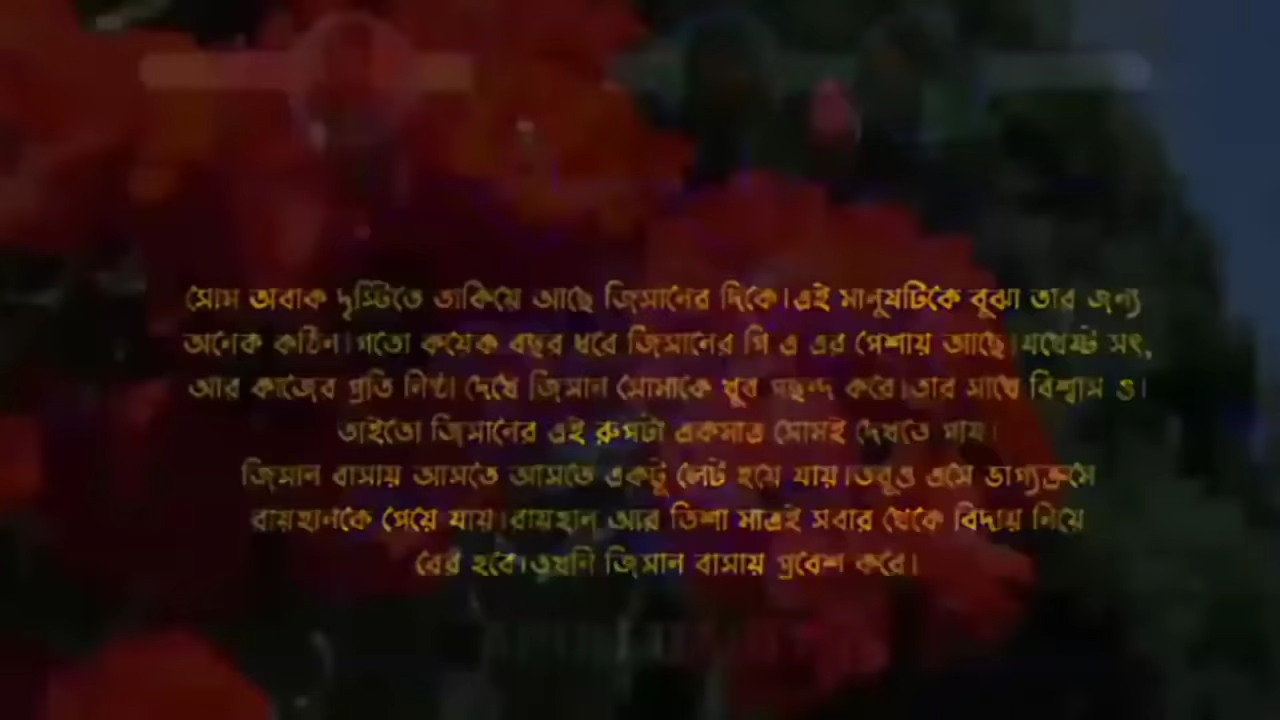 সোম অবাক দৃস্টিতে তাকিয়ে আছে জিসানের দিকে।এই মানুষটিকে বুঝা তার জন্য
অনেক কঠিন।গতো কয়েক বছর ধরে জিসানের পি এ এর পেশায় আছে।যথেষ্ট সৎ,
আর কাজের প্রতি নিষ্ঠা দেখে জিসান সোমাকে খুব পছন্দ করে।তার সাথে বিশ্বাস ও।
তাইতো জিসানের এই রুপটা একমাত্র সোমই দেখতে পায়।
জিসান বাসায় আসতে আসতে একটু লেট হয়ে যায়।তবুও এসে ভাগ্যক্রমে
রায়হানকে পেয়ে যায়।রায়হান আর তিশা মাত্রই সবার থেকে বিদায় নিয়ে
বের হবে।তখনি জিসান বাসায় প্রবেশ করে।